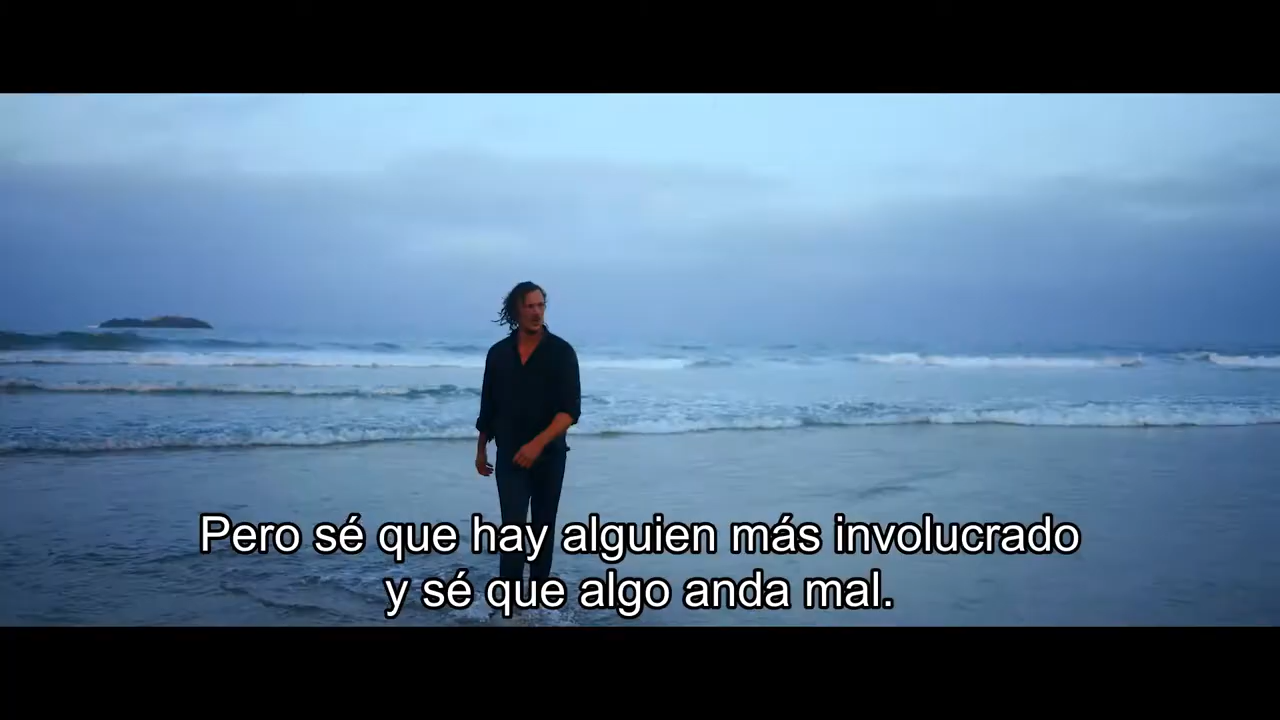 Pero sé que hay alguien más involucrado
y sé que algo anda mal.